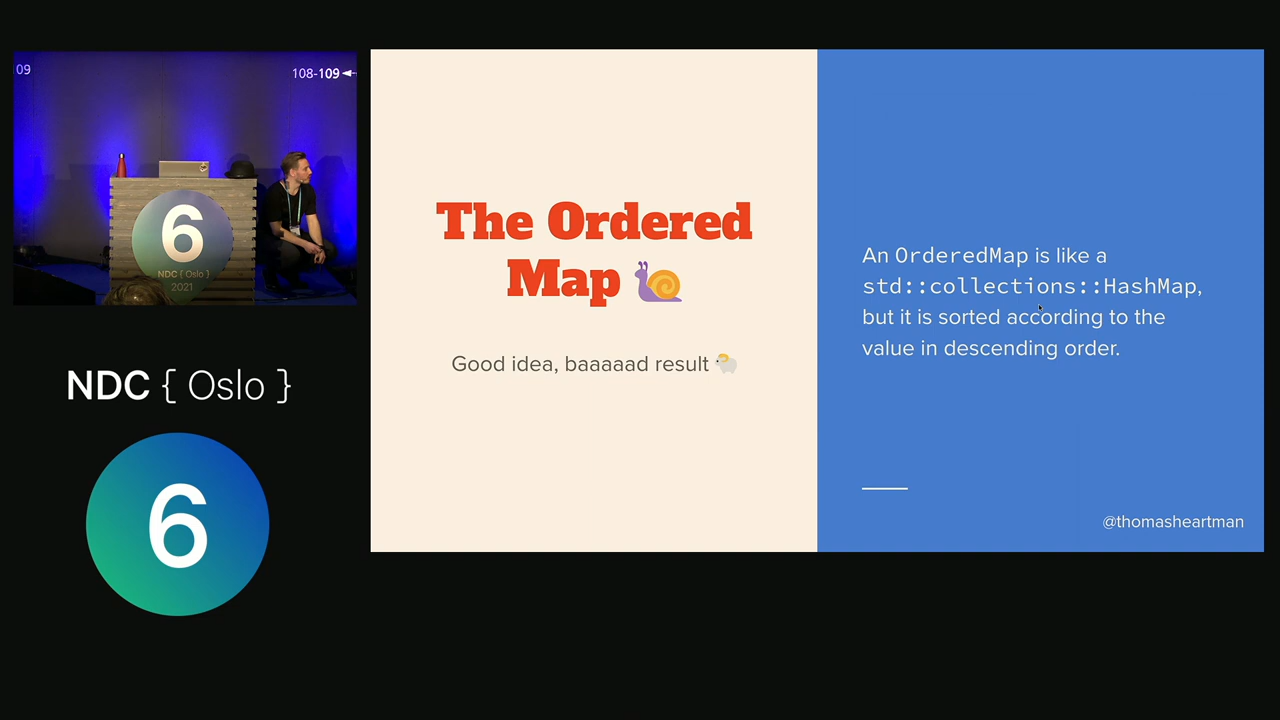 09
108-109
6
NDC { Oslo }
2021
NDC { Oslo }
6
The Ordered
Map 🐌
Good idea, baaaaad result 🐏
An OrderedMap is like a
std::collections::HashMap,
but it is sorted according to the
value in descending order.
@thomasheartman